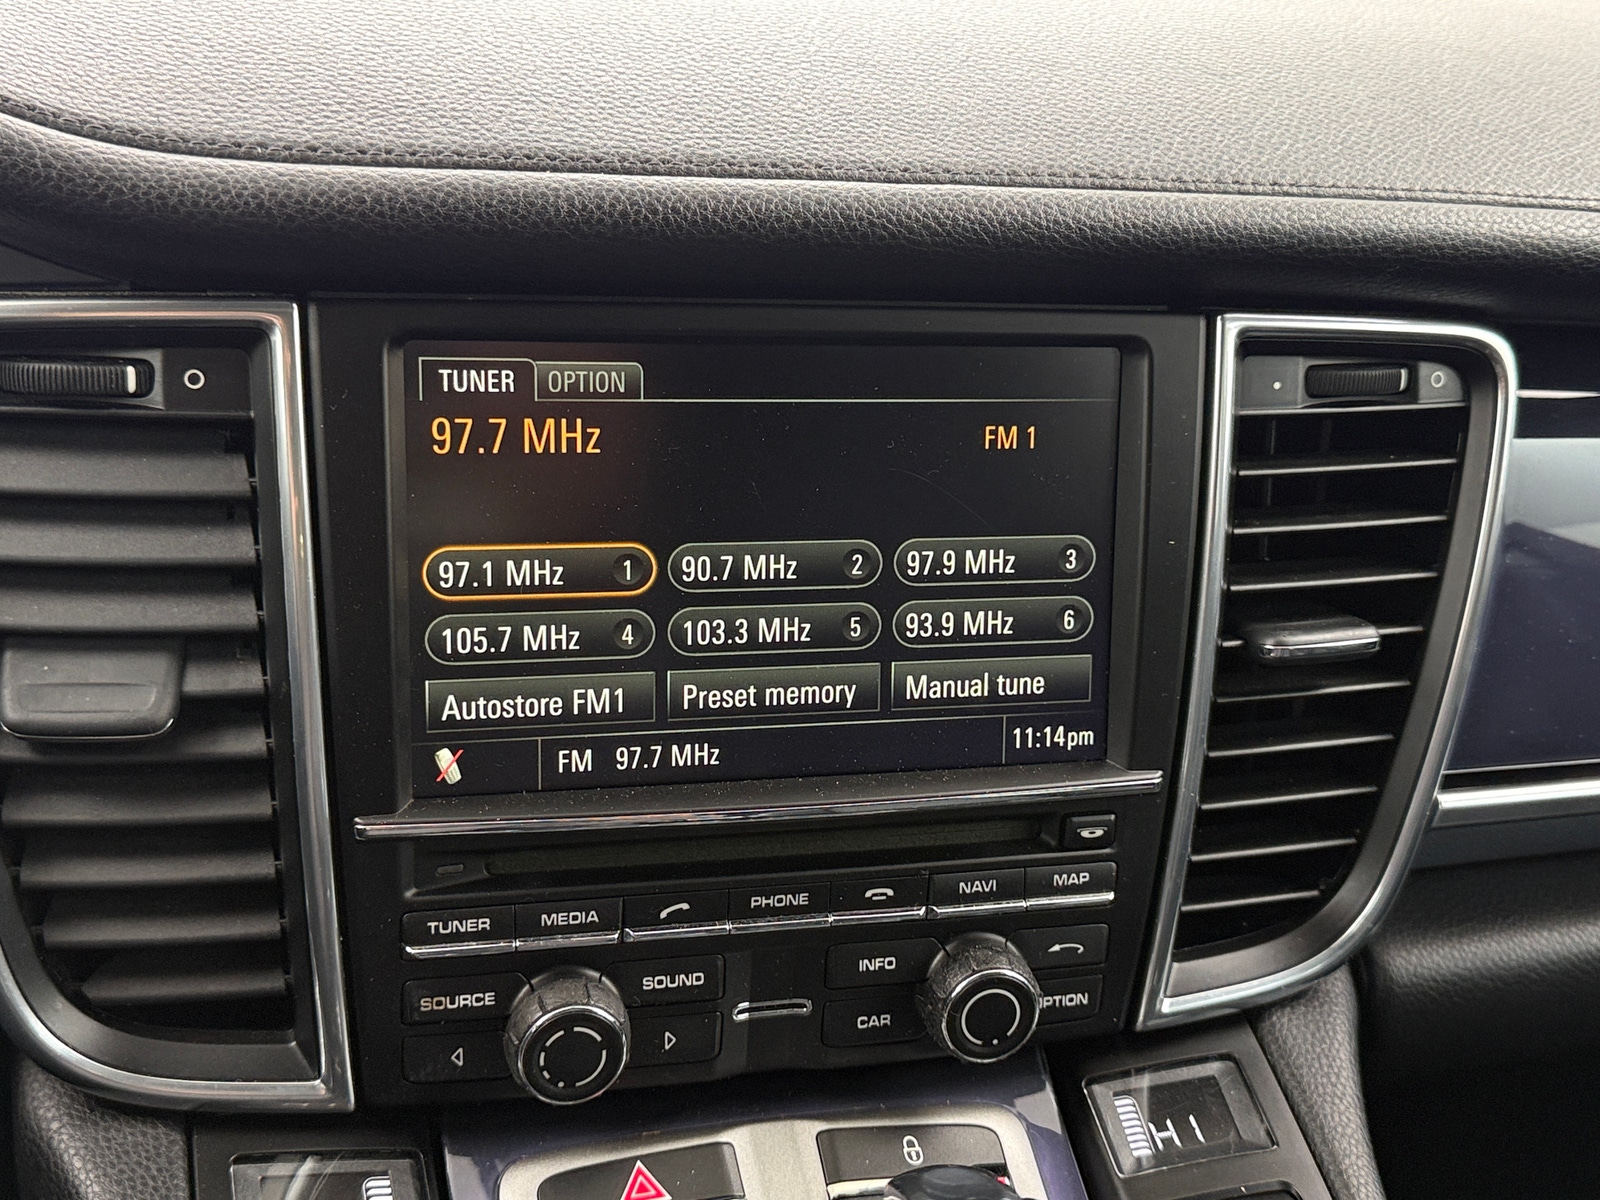 TUNER OPTION
97.7 MHz FM 1
97.1 MHz 1 90.7 MHz 2 97.9 MHz 3
105.7 MHz 4 103.3 MHz 5 93.9 MHz 6
Autostore FM1 Preset memory Manual tune
FM 97.7 MHz 11:14pm
TUNER MEDIA PHONE NAVI MAP
SOURCE SOUND INFO
CAR OPTION
HI